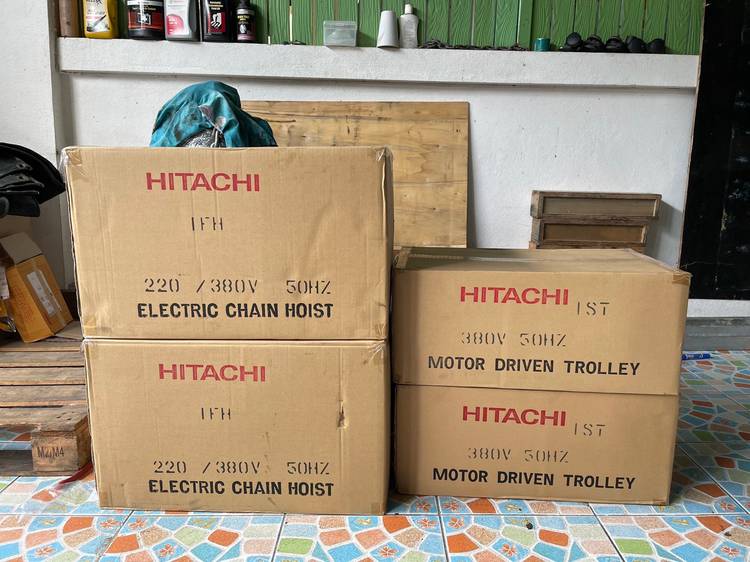 HITACHI
1FH
220 /380V 50HZ
ELECTRIC CHAIN HOIST
HITACHI
1FH
220 /380V 50HZ
ELECTRIC CHAIN HOIST
HITACHI 1ST
380V 50HZ
MOTOR DRIVEN TROLLEY
HITACHI 1ST
380V 50HZ
MOTOR DRIVEN TROLLEY